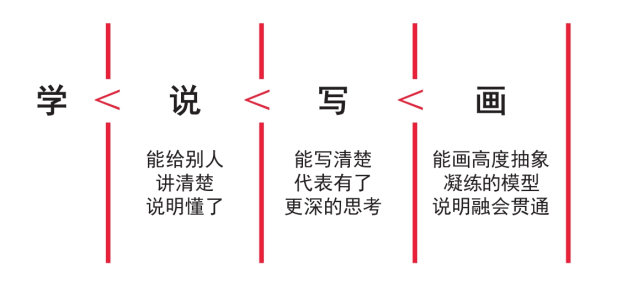 学 < 说 < 写 < 画
能给别人
讲清楚
说明懂了
能写清楚
代表有了
更深的思考
能画高度抽象
凝练的模型
说明融会贯通